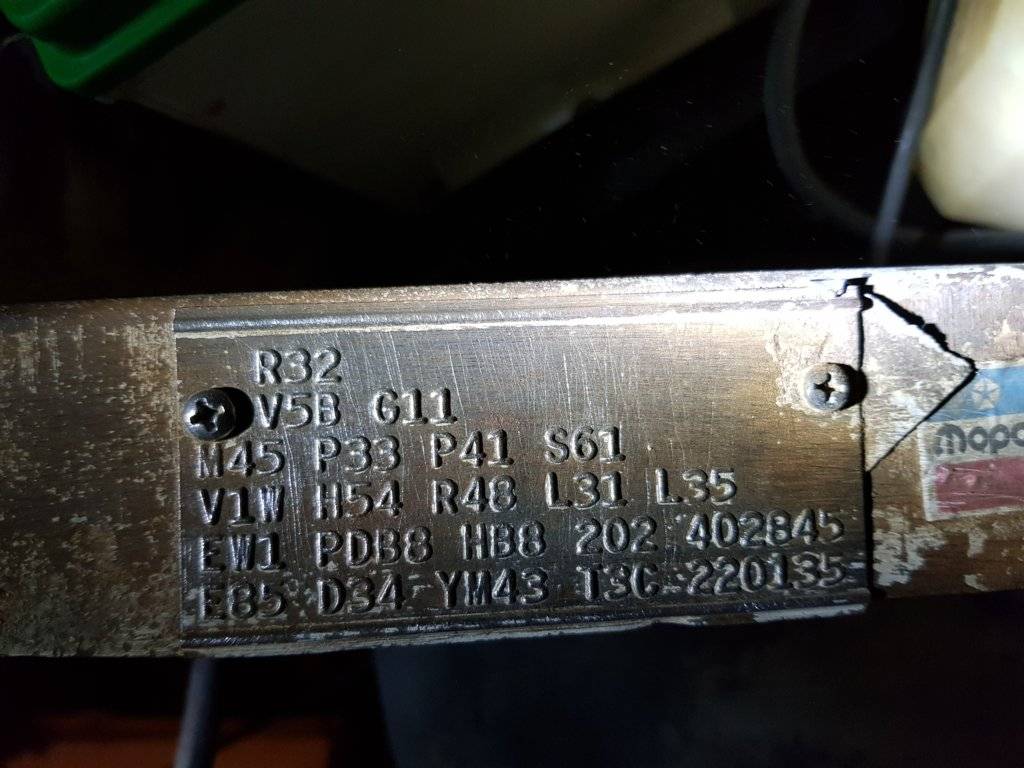 R32
V5B G11
M45 P33 P41 S61
V1W H54 R48 L31 L35
EW1 PDB8 HB8 202 402845
E85 D34 YM43 T3C 220135
mopa